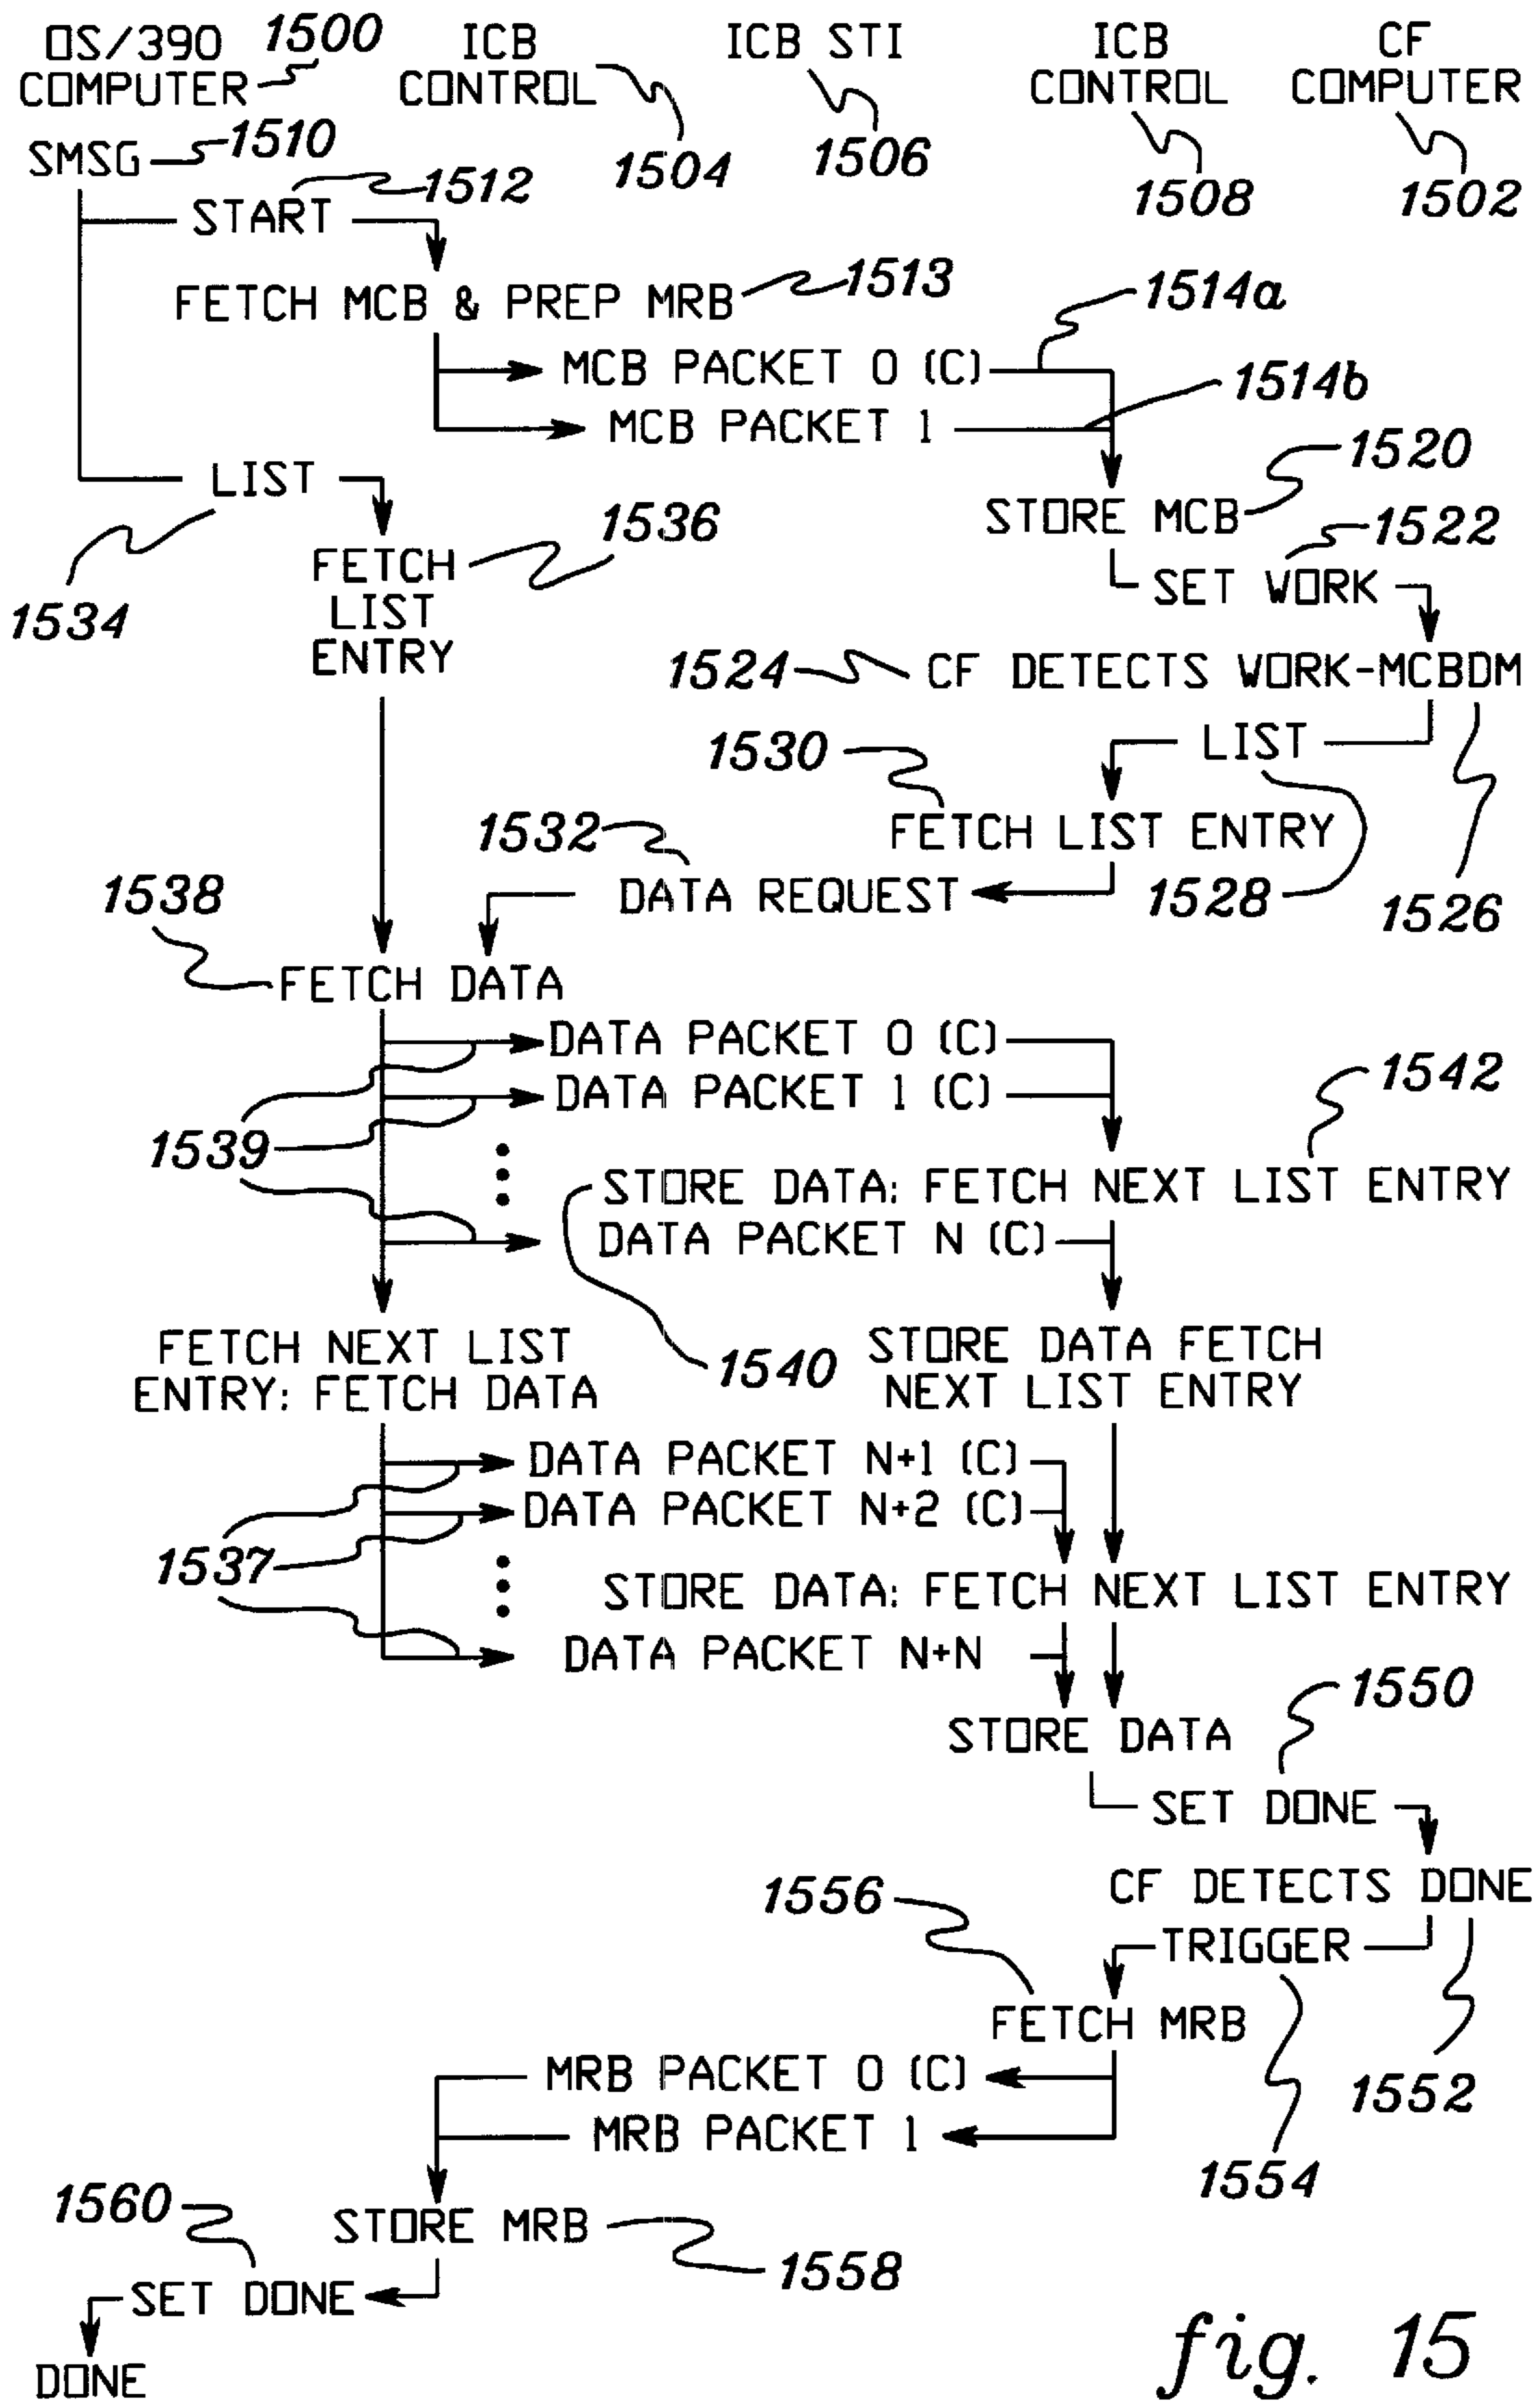 OS/390 1500 ICB ICB STI ICB CF
COMPUTER CONTROL CONTROL COMPUTER
SMSG 1510 1504 1506 1508 1502
START 1512
FETCH MCB & PREP MRB 1513 1514a
MCB PACKET 0 (C)
1514b
MCB PACKET 1
LIST 1520
STORE MCB
1534 FETCH 1536 1522
LIST SET WORK
ENTRY
1524 CF DETECTS WORK-MCBDM
1530 LIST
1532 FETCH LIST ENTRY
1538 DATA REQUEST 1528 1526
FETCH DATA
DATA PACKET 0 (C)
DATA PACKET 1 (C) 1542
1539
STORE DATA: FETCH NEXT LIST ENTRY
DATA PACKET N (C)
FETCH NEXT LIST 1540 STORE DATA FETCH
ENTRY: FETCH DATA NEXT LIST ENTRY
DATA PACKET N+1 (C)
DATA PACKET N+2 (C)
1537
STORE DATA: FETCH NEXT LIST ENTRY
DATA PACKET N+N
1550
STORE DATA
SET DONE
1556 CF DETECTS DONE
TRIGGER
FETCH MRB
MRB PACKET 0 (C) 1552
MRB PACKET 1
1554
1560 STORE MRB
1558
SET DONE
DONE
fig. 15